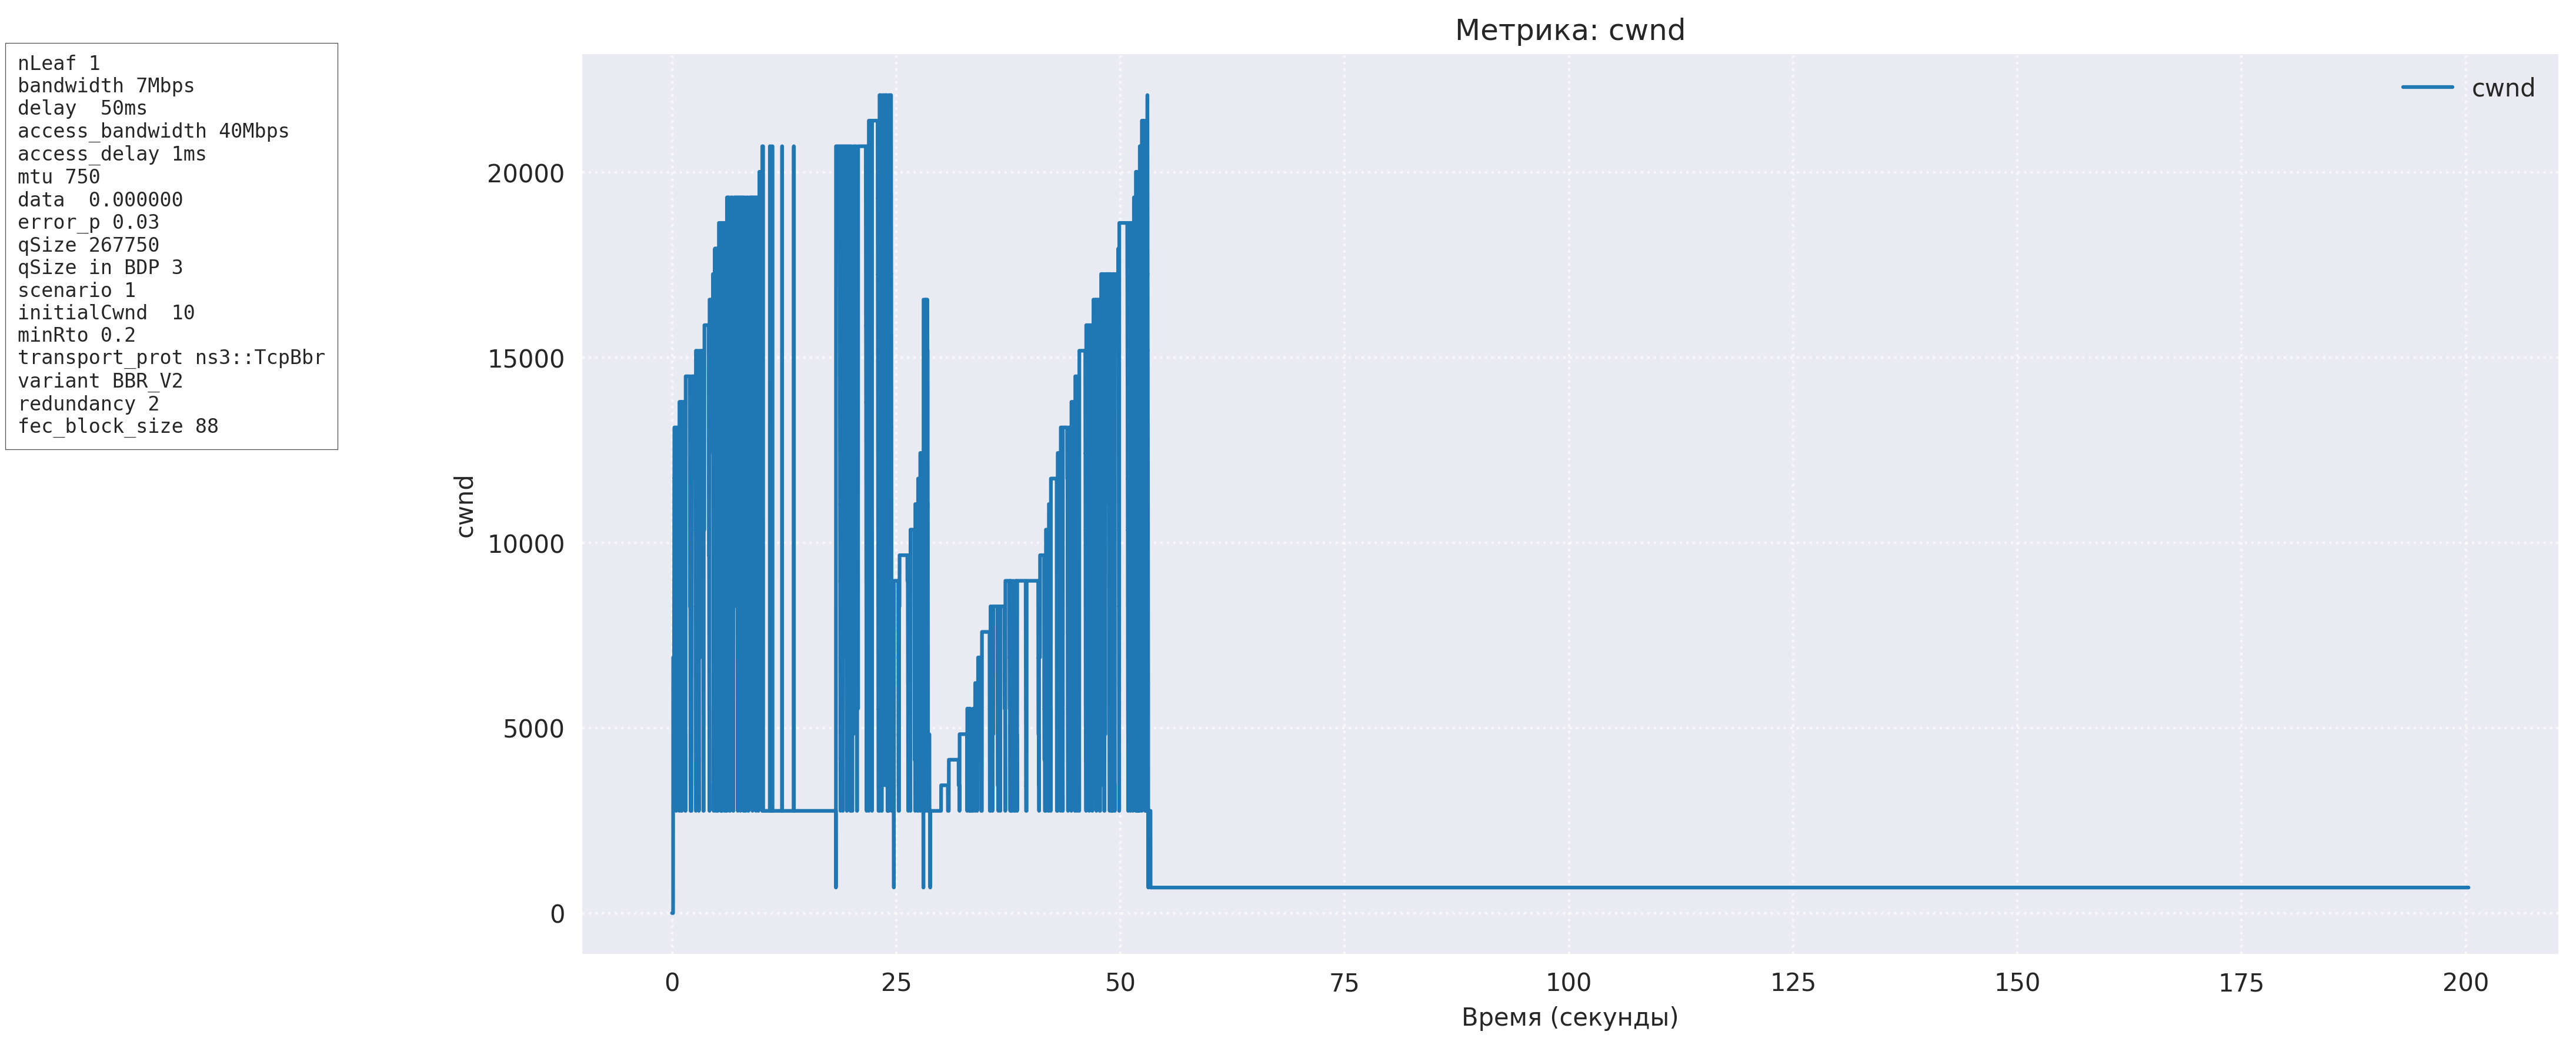 Метрика: cwnd
nLeaf 1
bandwidth 7Mbps
delay  50ms
access_bandwidth 40Mbps
access_delay 1ms
mtu 750
data  0.000000
error_p 0.03
qSize 267750
qSize in BDP 3
scenario 1
initialCwnd  10
minRto 0.2
transport_prot ns3::TcpBbr
variant BBR_V2
redundancy 2
fec_block_size 88
cwnd
cwnd
20000
15000
10000
5000
0
0 25 50 75 100 125 150 175 200
Время (секунды)